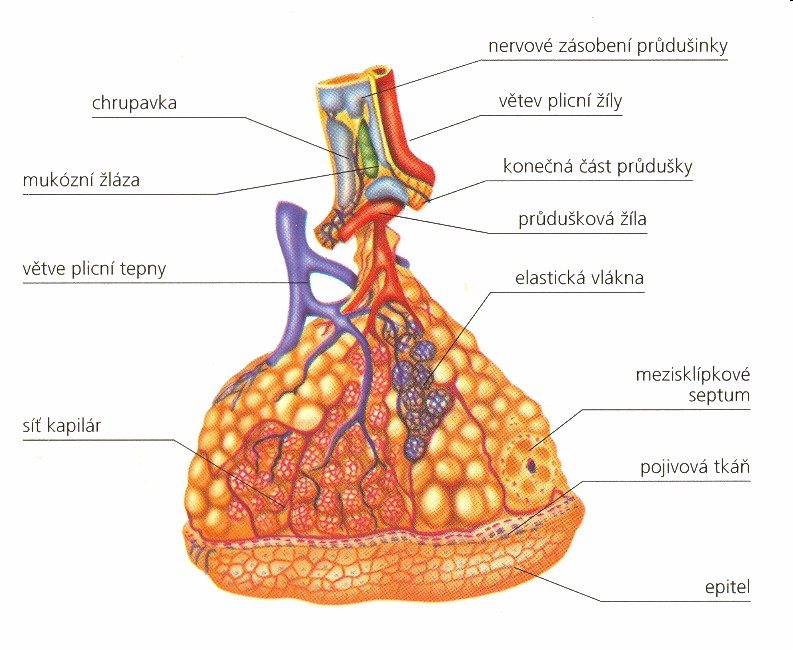 nervové zásobení průdušinky
chrupavka
větev plicní žíly
konečná část průdušky
mukózní žláza
průdušková žíla
větve plicní tepny
elastická vlákna
mezisklípkové
septum
síť kapilár
pojivová tkáň
epitel